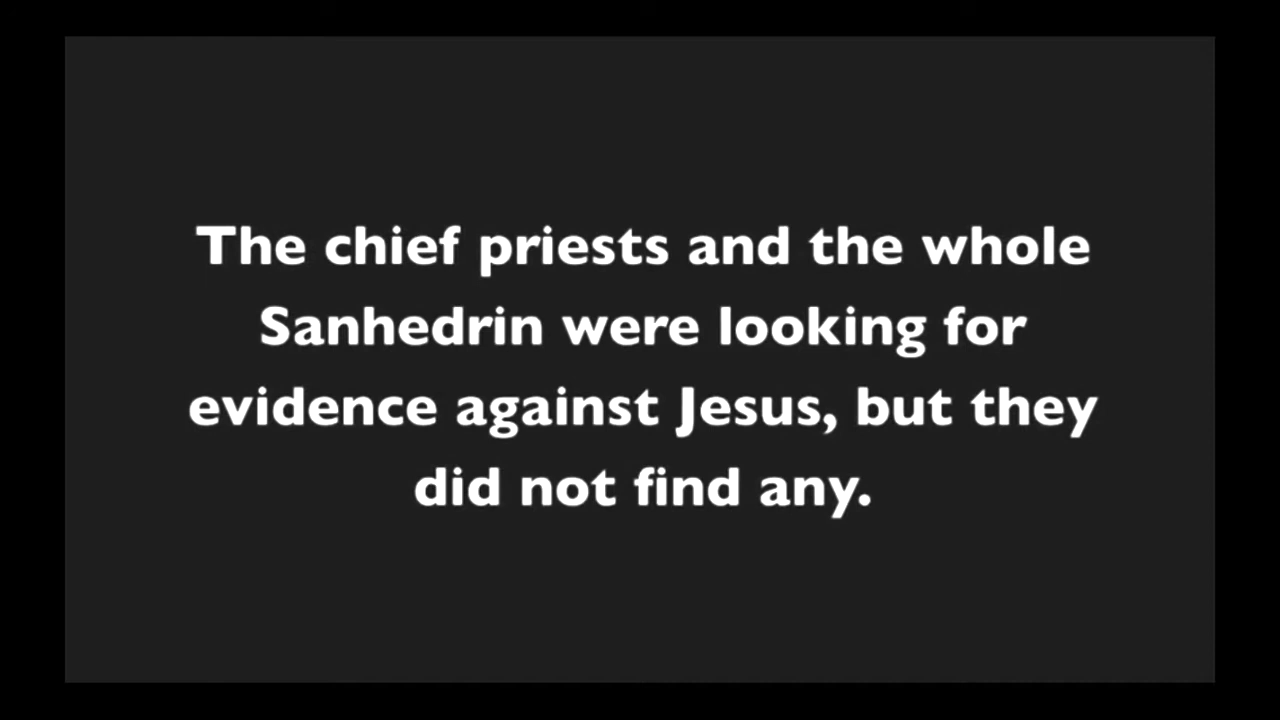 The chief priests and the whole
Sanhedrin were looking for
evidence against Jesus, but they
did not find any.